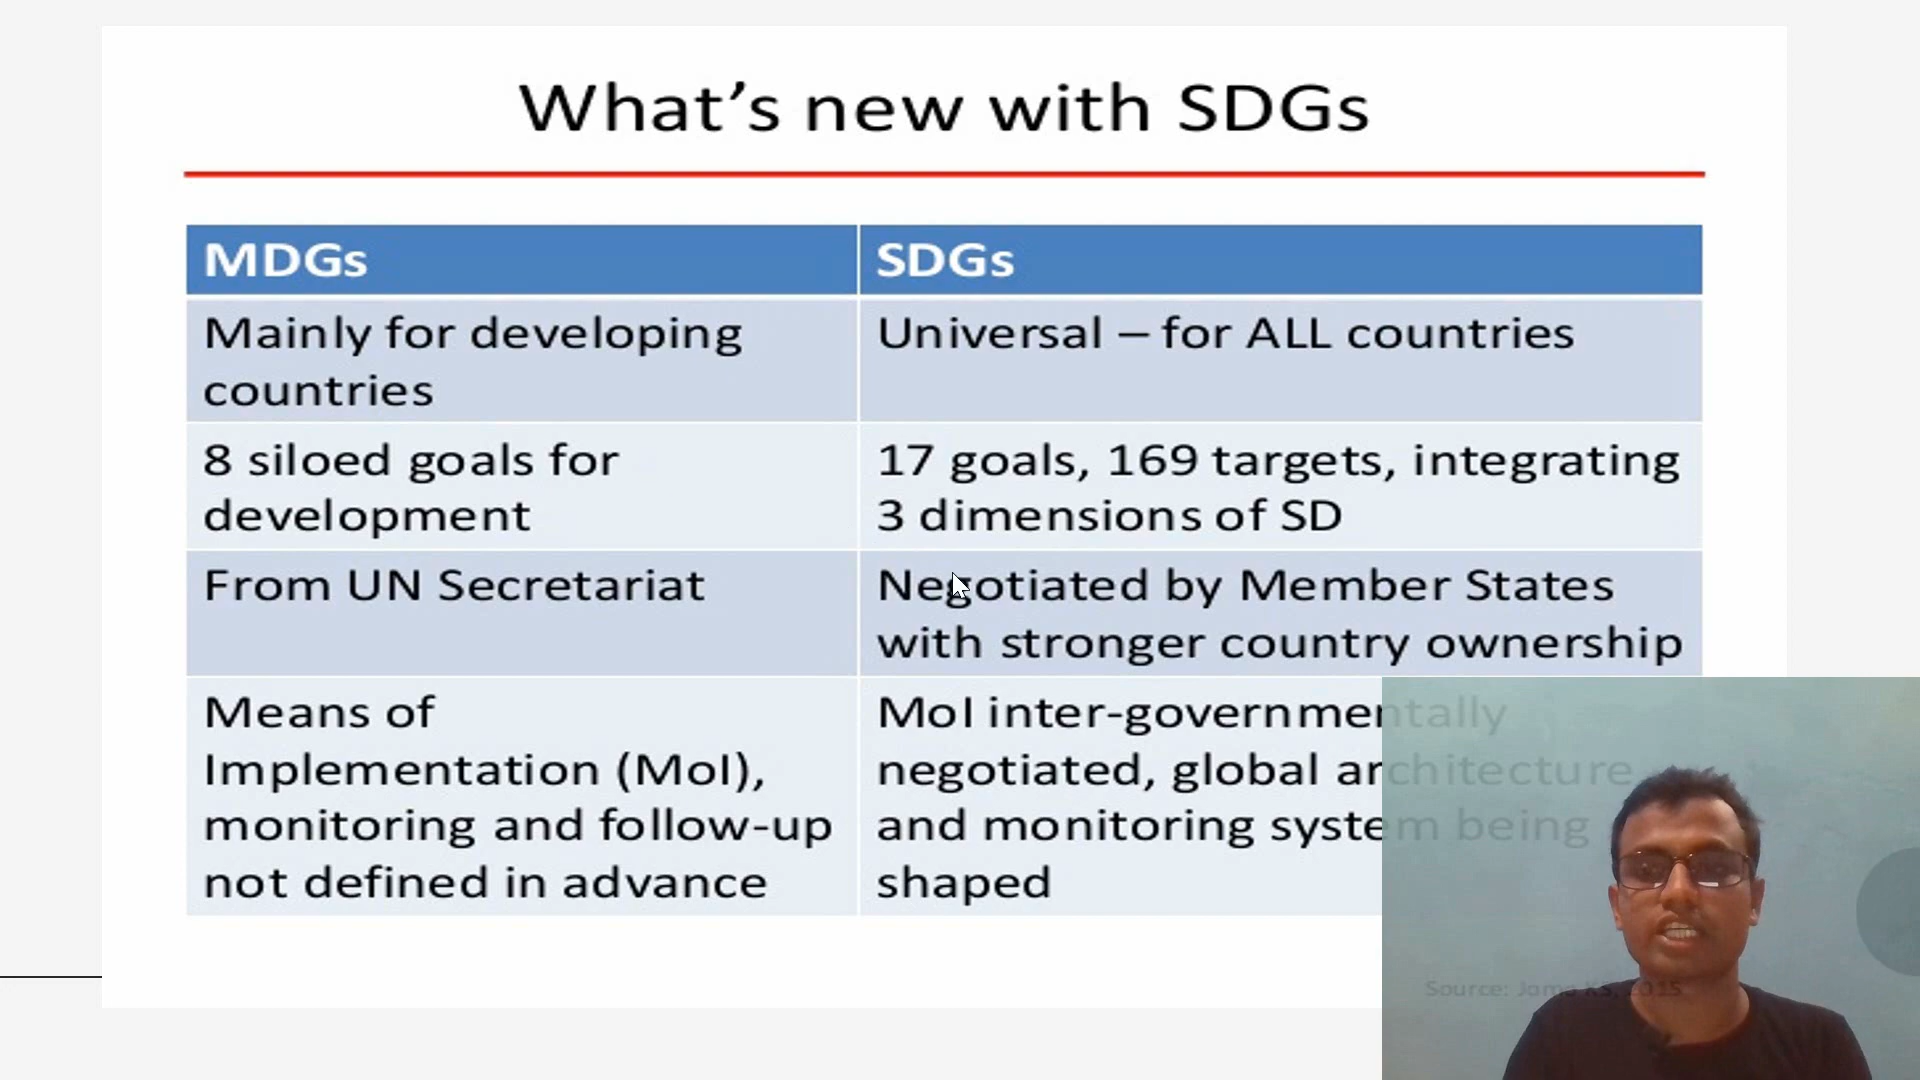 What's new with SDGs
MDGs
SDGs
Mainly for developing
countries
Universal – for ALL countries
8 siloed goals for
development
17 goals, 169 targets, integrating
3 dimensions of SD
From UN Secretariat
Negotiated by Member States
with stronger country ownership
Means of
Implementation (MoI),
monitoring and follow-up
not defined in advance
MoI inter-governmentally
negotiated, global architecture
and monitoring system being
shaped
Source: Jomo KS, 2015